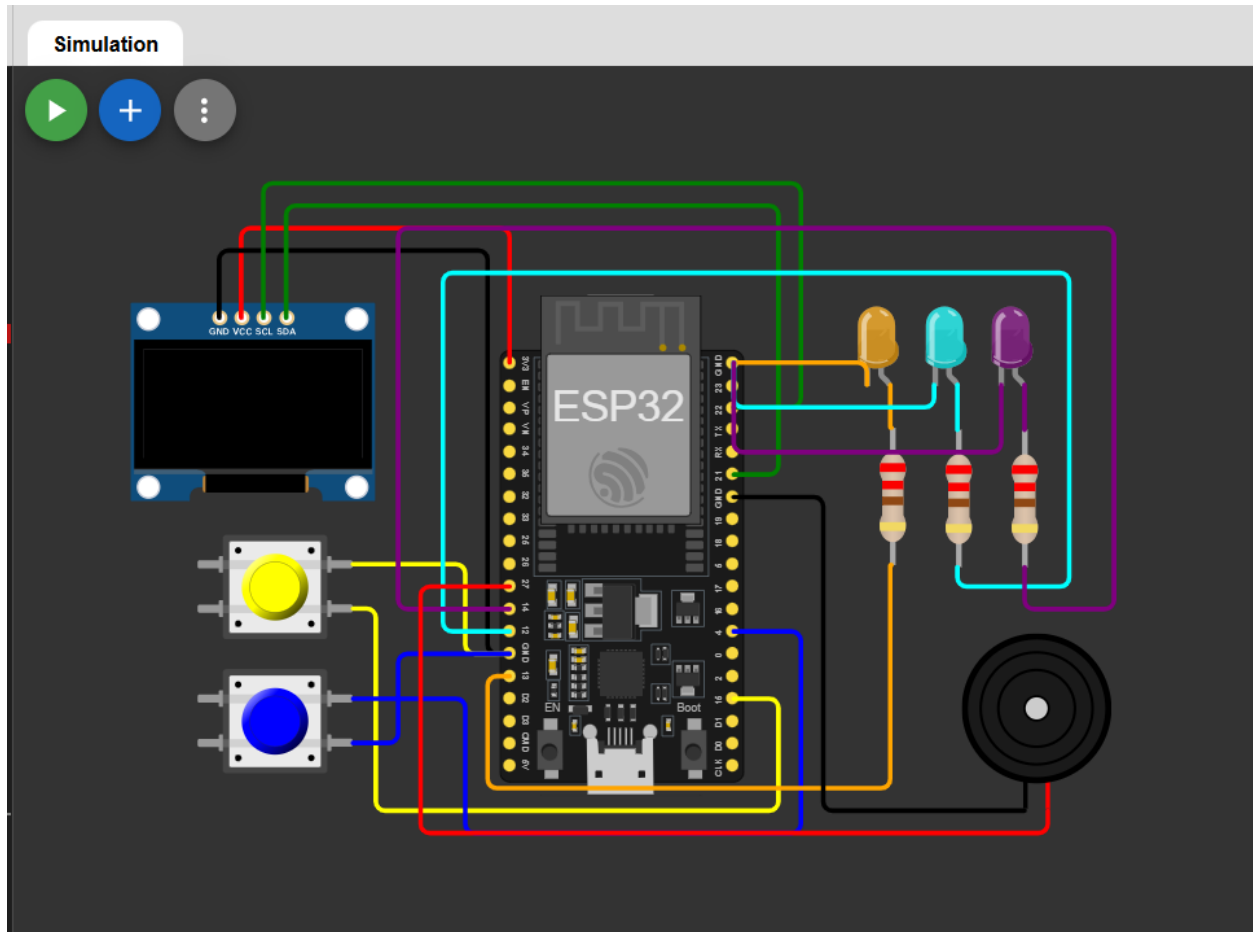 Simulation
GND VCC SCL SDA
ESP32
3V3
EN
VP
VN
34
35
32
33
25
26
27
14
12
GND
13
D2
D3
CMD
5V
GND
23
22
TX
RX
21
GND
19
18
5
17
16
4
0
2
15
D1
D0
CLK
EN
Boot